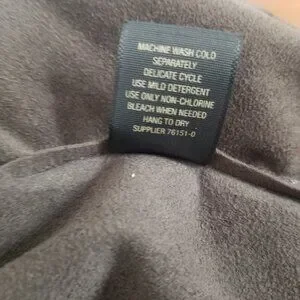 MACHINE WASH COLD
SEPARATELY
DELICATE CYCLE
USE MILD DETERGENT
USE ONLY NON-CHLORINE
BLEACH WHEN NEEDED
HANG TO DRY
SUPPLIER 76151-0